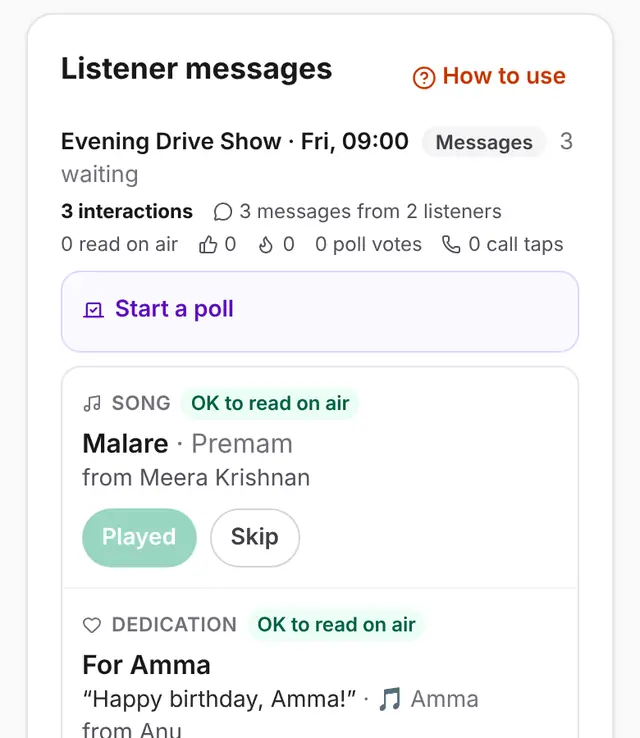 Listener messages
How to use
Evening Drive Show · Fri, 09:00 Messages 3
waiting
3 interactions 3 messages from 2 listeners
0 read on air 0 0 0 poll votes 0 call taps
Start a poll
SONG OK to read on air
Malare · Premam
from Meera Krishnan
Played Skip
DEDICATION OK to read on air
For Amma
“Happy birthday, Amma!” · 🎵 Amma
from Anu